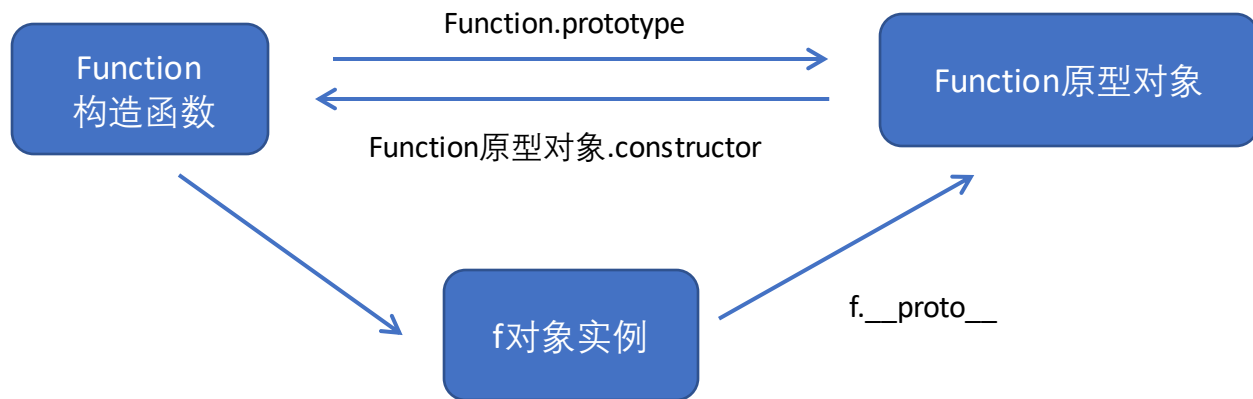 Function.prototype
Function
构造函数
Function原型对象
Function原型对象.constructor
f对象实例
f.__proto__